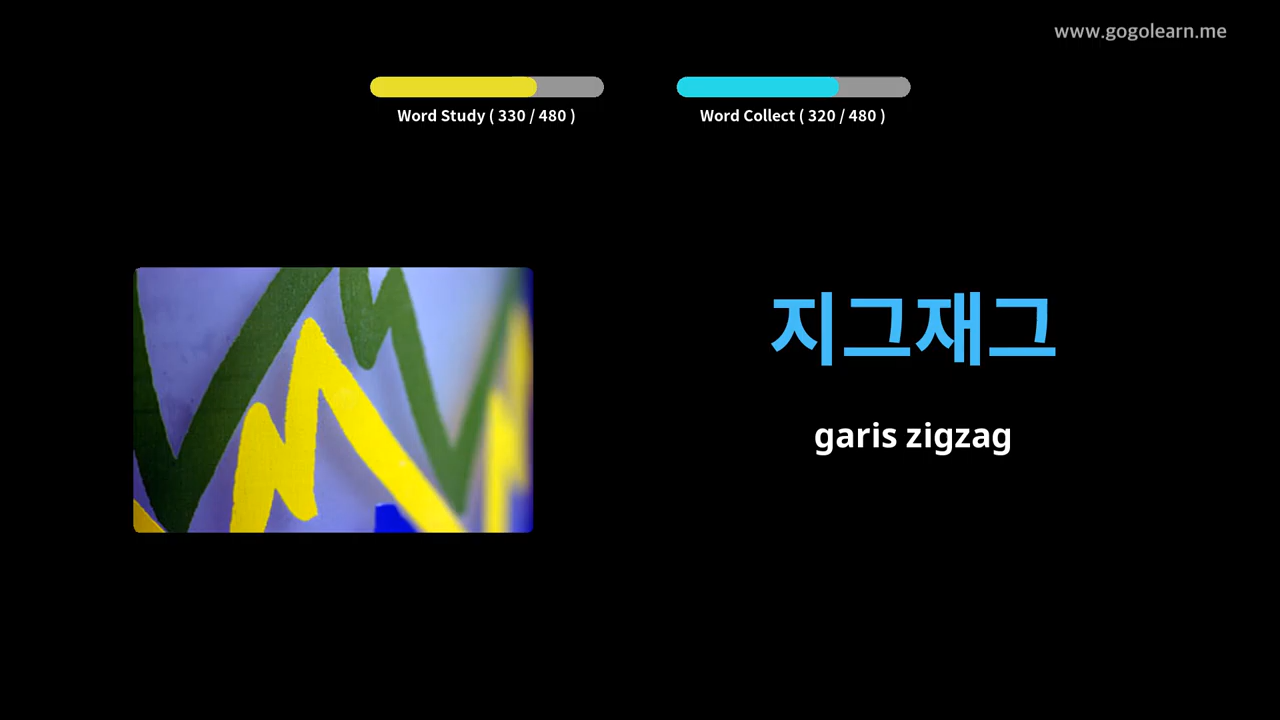 www.gogolearn.me
Word Study ( 330 / 480 )
Word Collect ( 320 / 480 )
지그재그
garis zigzag